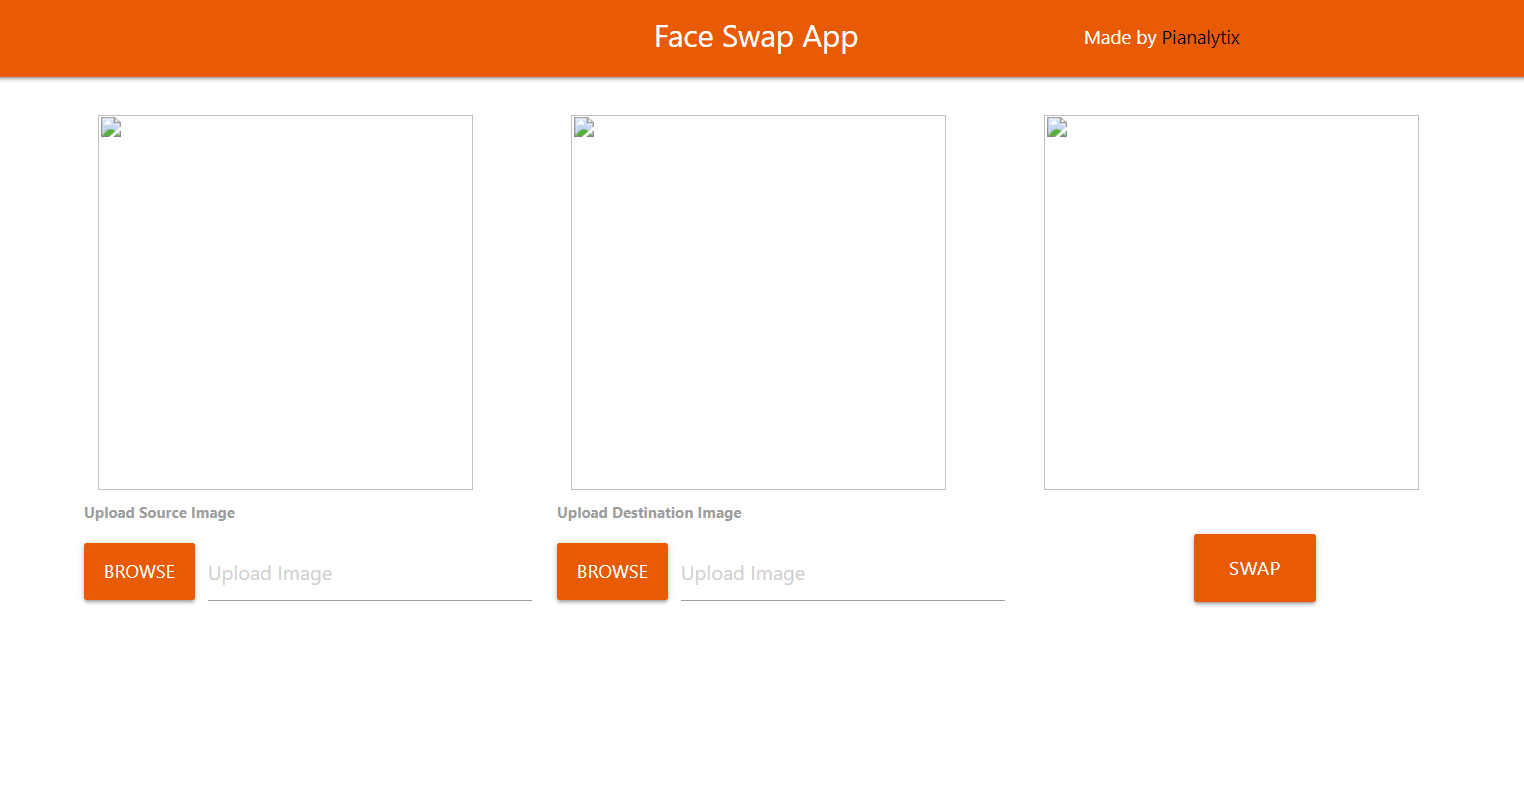 Face Swap App
Made by Pianalytix
Upload Source Image
Upload Destination Image
BROWSE
Upload Image
BROWSE
Upload Image
SWAP